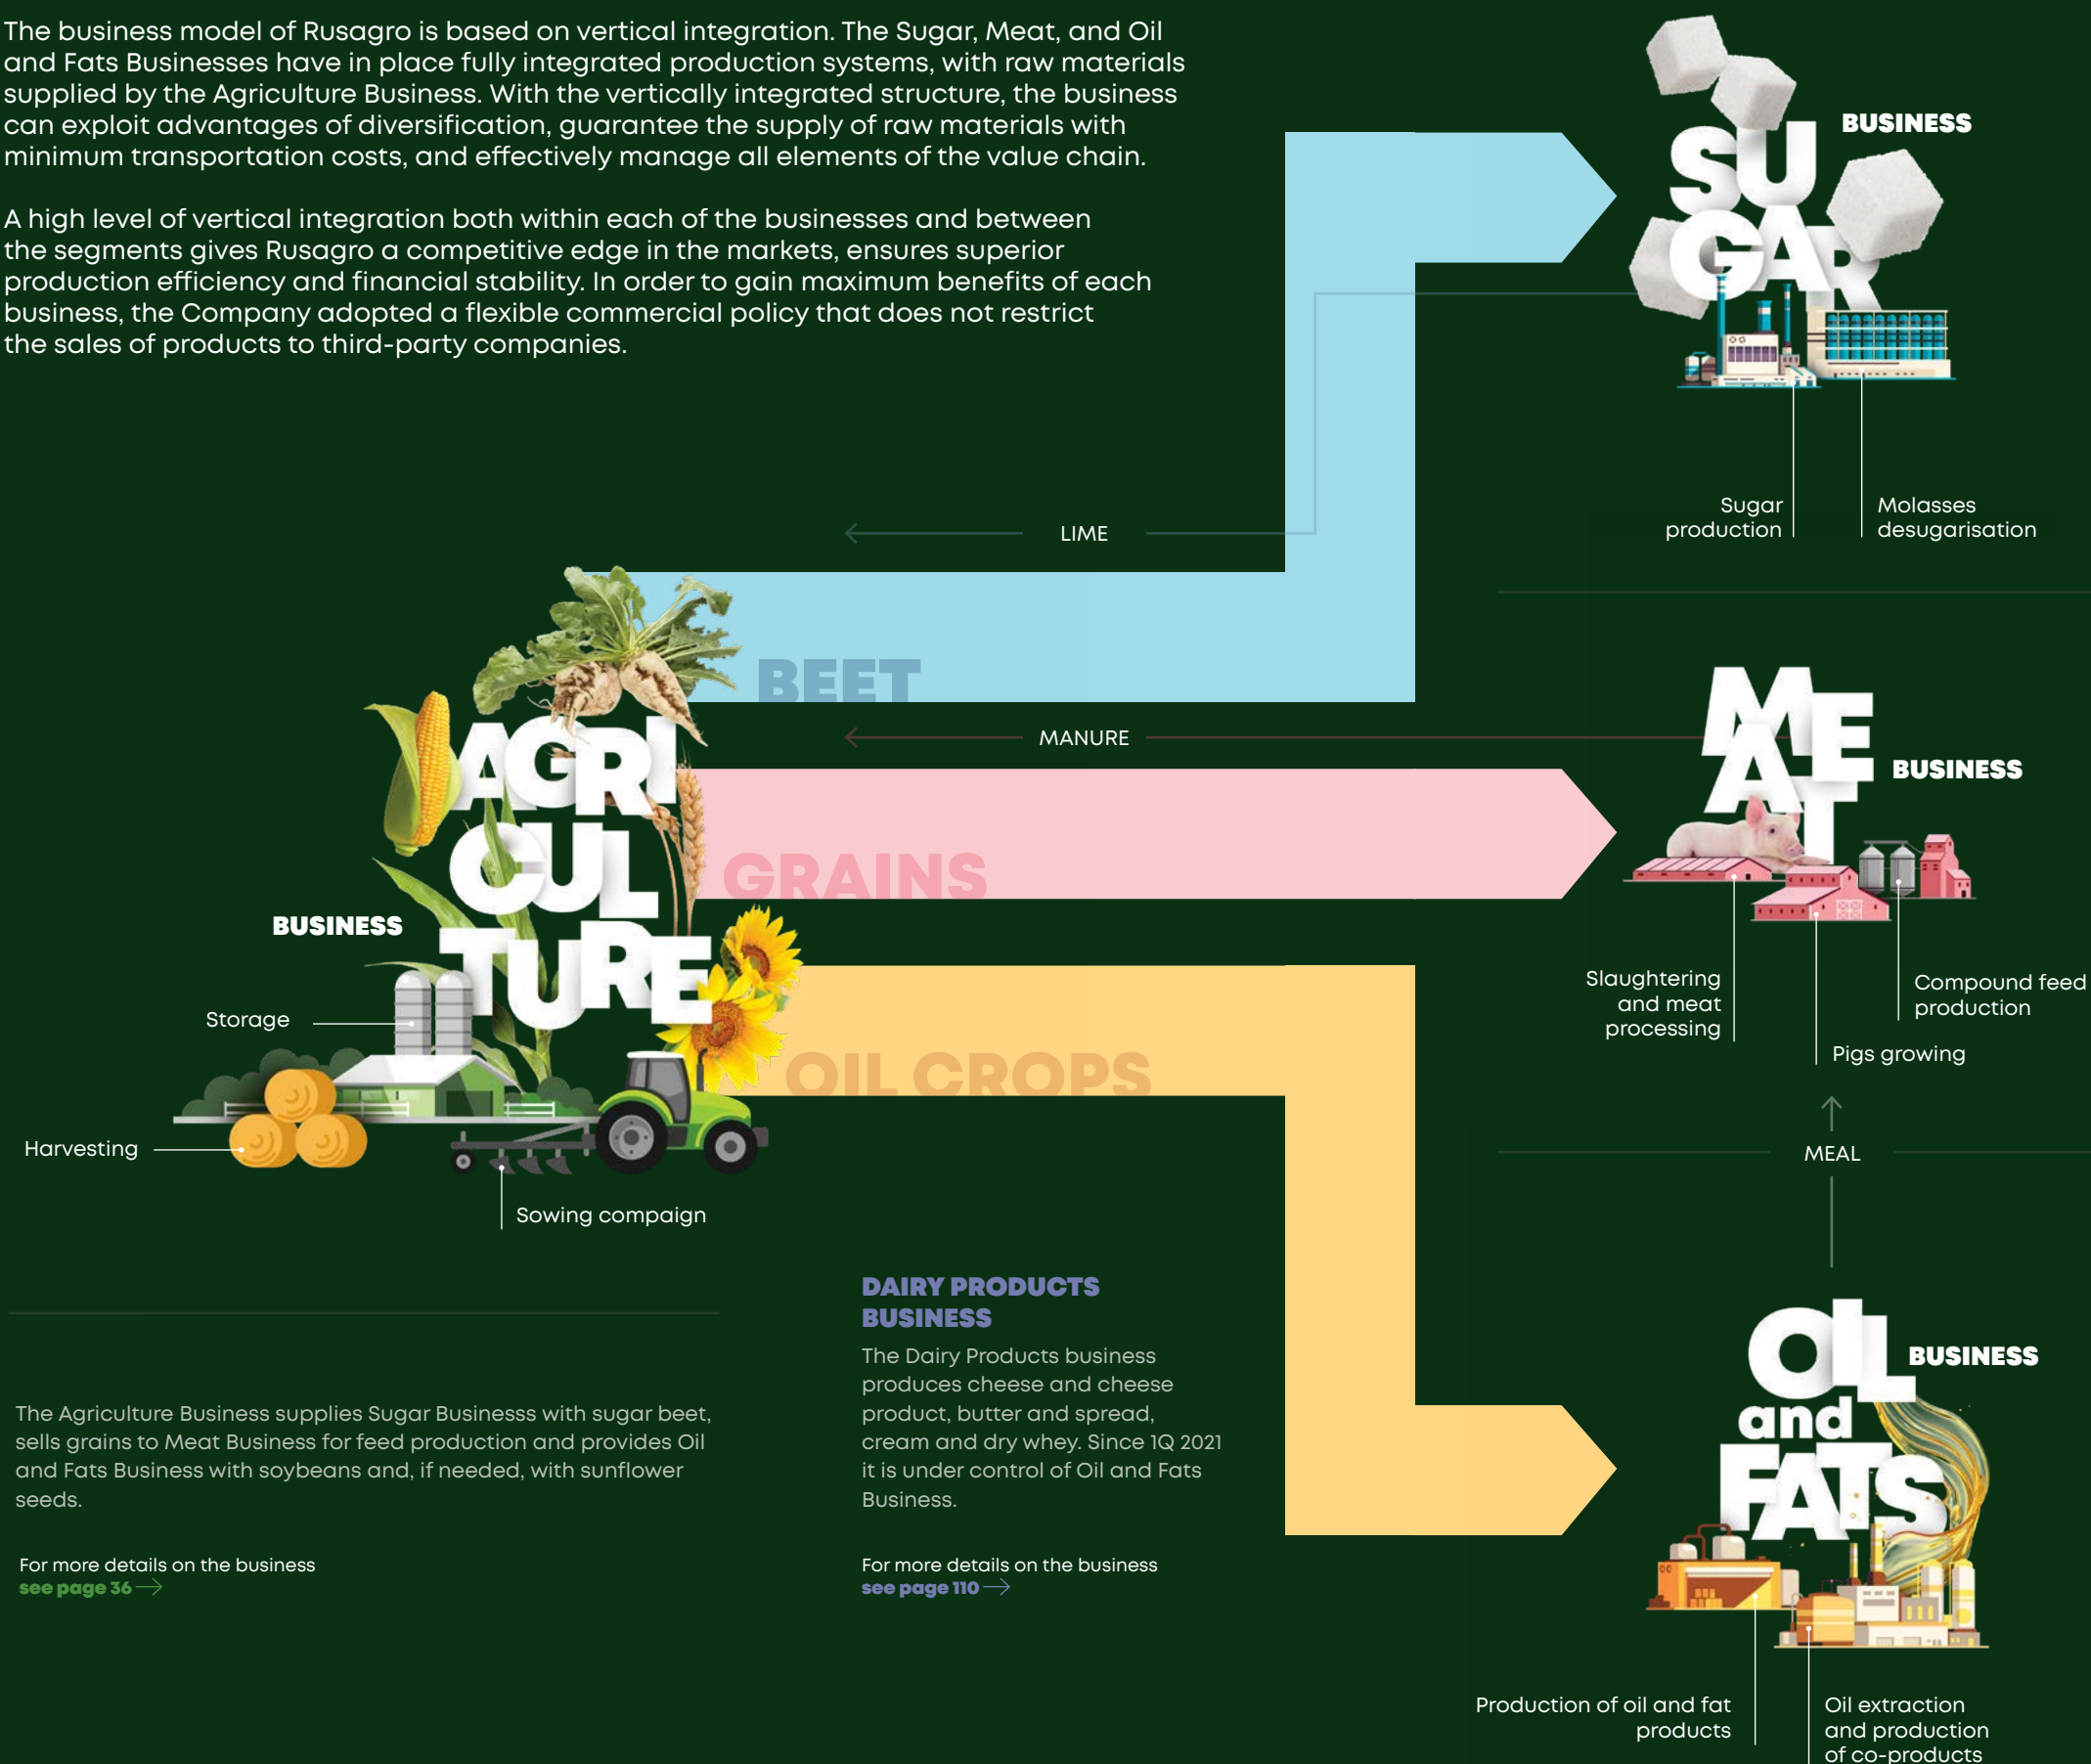 The business model of Rusagro is based on vertical integration. The Sugar, Meat, and Oil
and Fats Businesses have in place fully integrated production systems, with raw materials
supplied by the Agriculture Business. With the vertically integrated structure, the business
can exploit advantages of diversification, guarantee the supply of raw materials with
minimum transportation costs, and effectively manage all elements of the value chain.
A high level of vertical integration both within each of the businesses and between
the segments gives Rusagro a competitive edge in the markets, ensures superior
production efficiency and financial stability. In order to gain maximum benefits of each
business, the Company adopted a flexible commercial policy that does not restrict
the sales of products to third-party companies.
SU
GAR
BUSINESS
Sugar
production
Molasses
desugarisation
LIME
BEET
MANURE
GRAINS
OIL CROPS
AGRI
CUL
TURE
BUSINESS
Storage
Harvesting
Sowing compaign
ME
AT
BUSINESS
Slaughtering
and meat
processing
Compound feed
production
Pigs growing
MEAL
OIL
and
FATS
BUSINESS
Production of oil and fat
products
Oil extraction
and production
of co-products
The Agriculture Business supplies Sugar Businesss with sugar beet,
sells grains to Meat Business for feed production and provides Oil
and Fats Business with soybeans and, if needed, with sunflower
seeds.
For more details on the business
see page 36
DAIRY PRODUCTS
BUSINESS
The Dairy Products business
produces cheese and cheese
product, butter and spread,
cream and dry whey. Since 1Q 2021
it is under control of Oil and Fats
Business.
For more details on the business
see page 110